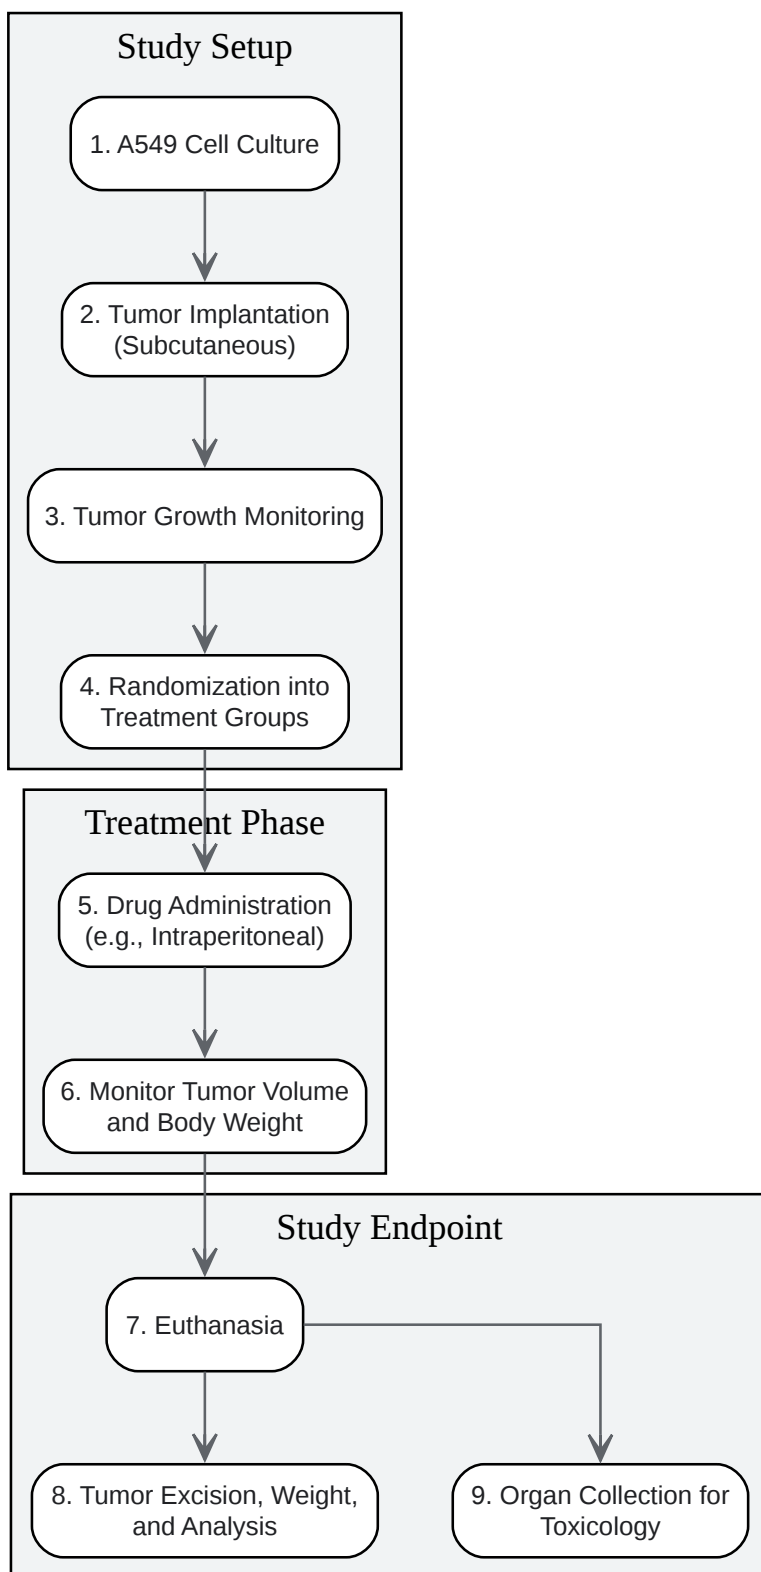 Study Setup
1. A549 Cell Culture
2. Tumor Implantation
(Subcutaneous)
3. Tumor Growth Monitoring
4. Randomization into
Treatment Groups
Treatment Phase
5. Drug Administration
(e.g., Intraperitoneal)
6. Monitor Tumor Volume
and Body Weight
Study Endpoint
7. Euthanasia
8. Tumor Excision, Weight,
and Analysis
9. Organ Collection for
Toxicology